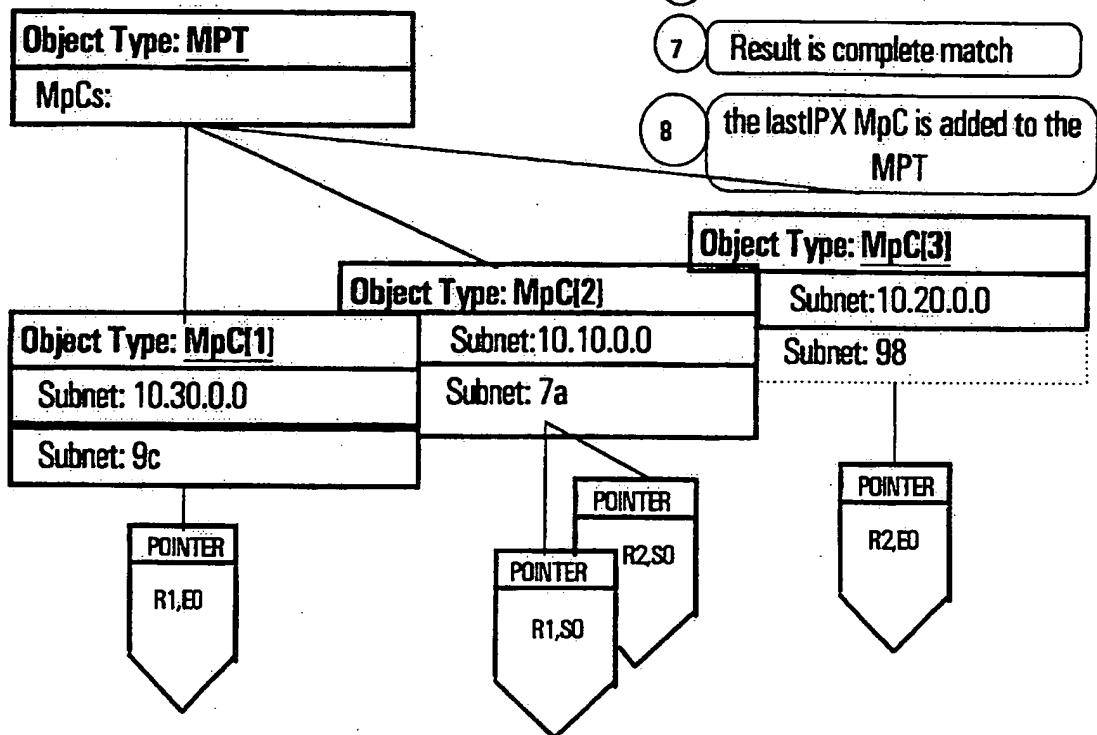 Object Type: MPT
MpCs:
7
Result is complete match
8
the lastIPX MpC is added to the
MPT
Object Type: MpC[3]
Subnet:10.20.0.0
Subnet: 98
Object Type: MpC[2]
Subnet:10.10.0.0
Subnet: 7a
Object Type: MpC[1]
Subnet: 10.30.0.0
Subnet: 9c
POINTER
R1,E0
POINTER
R1,S0
POINTER
R2,S0
POINTER
R2,E0